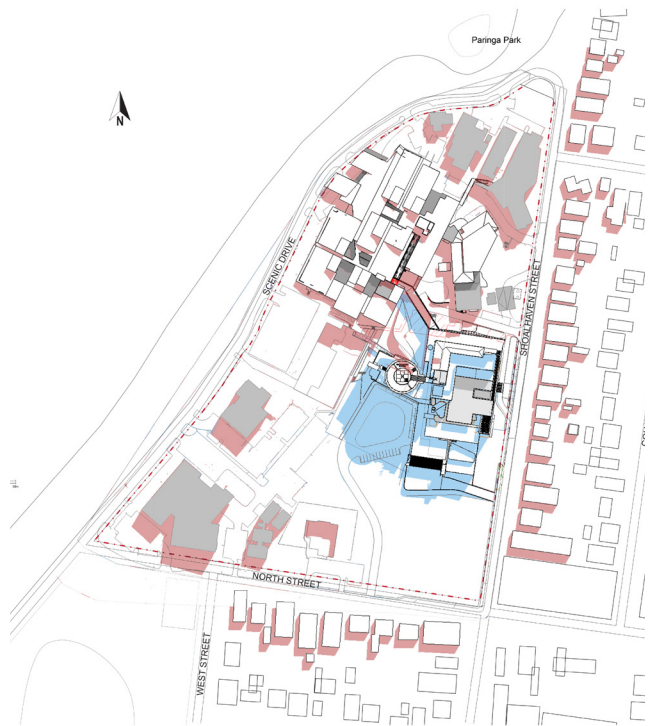 Paringa Park
N
SCENIC DRIVE
SHOALHAVEN STREET
NORTH STREET
WEST STREET